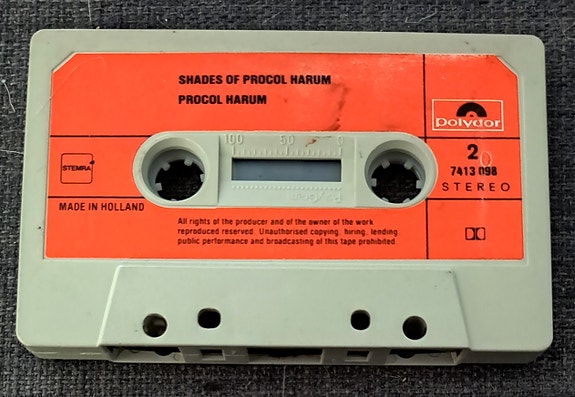 SHADES OF PROCOL HARUM
PROCOL HARUM
polydor
100 50 0
2
7413 098
STEREO
STEMRA
MADE IN HOLLAND
All rights of the producer and of the owner of the work
reproduced reserved. Unauthorised copying, hiring, lending,
public performance and broadcasting of this tape prohibited